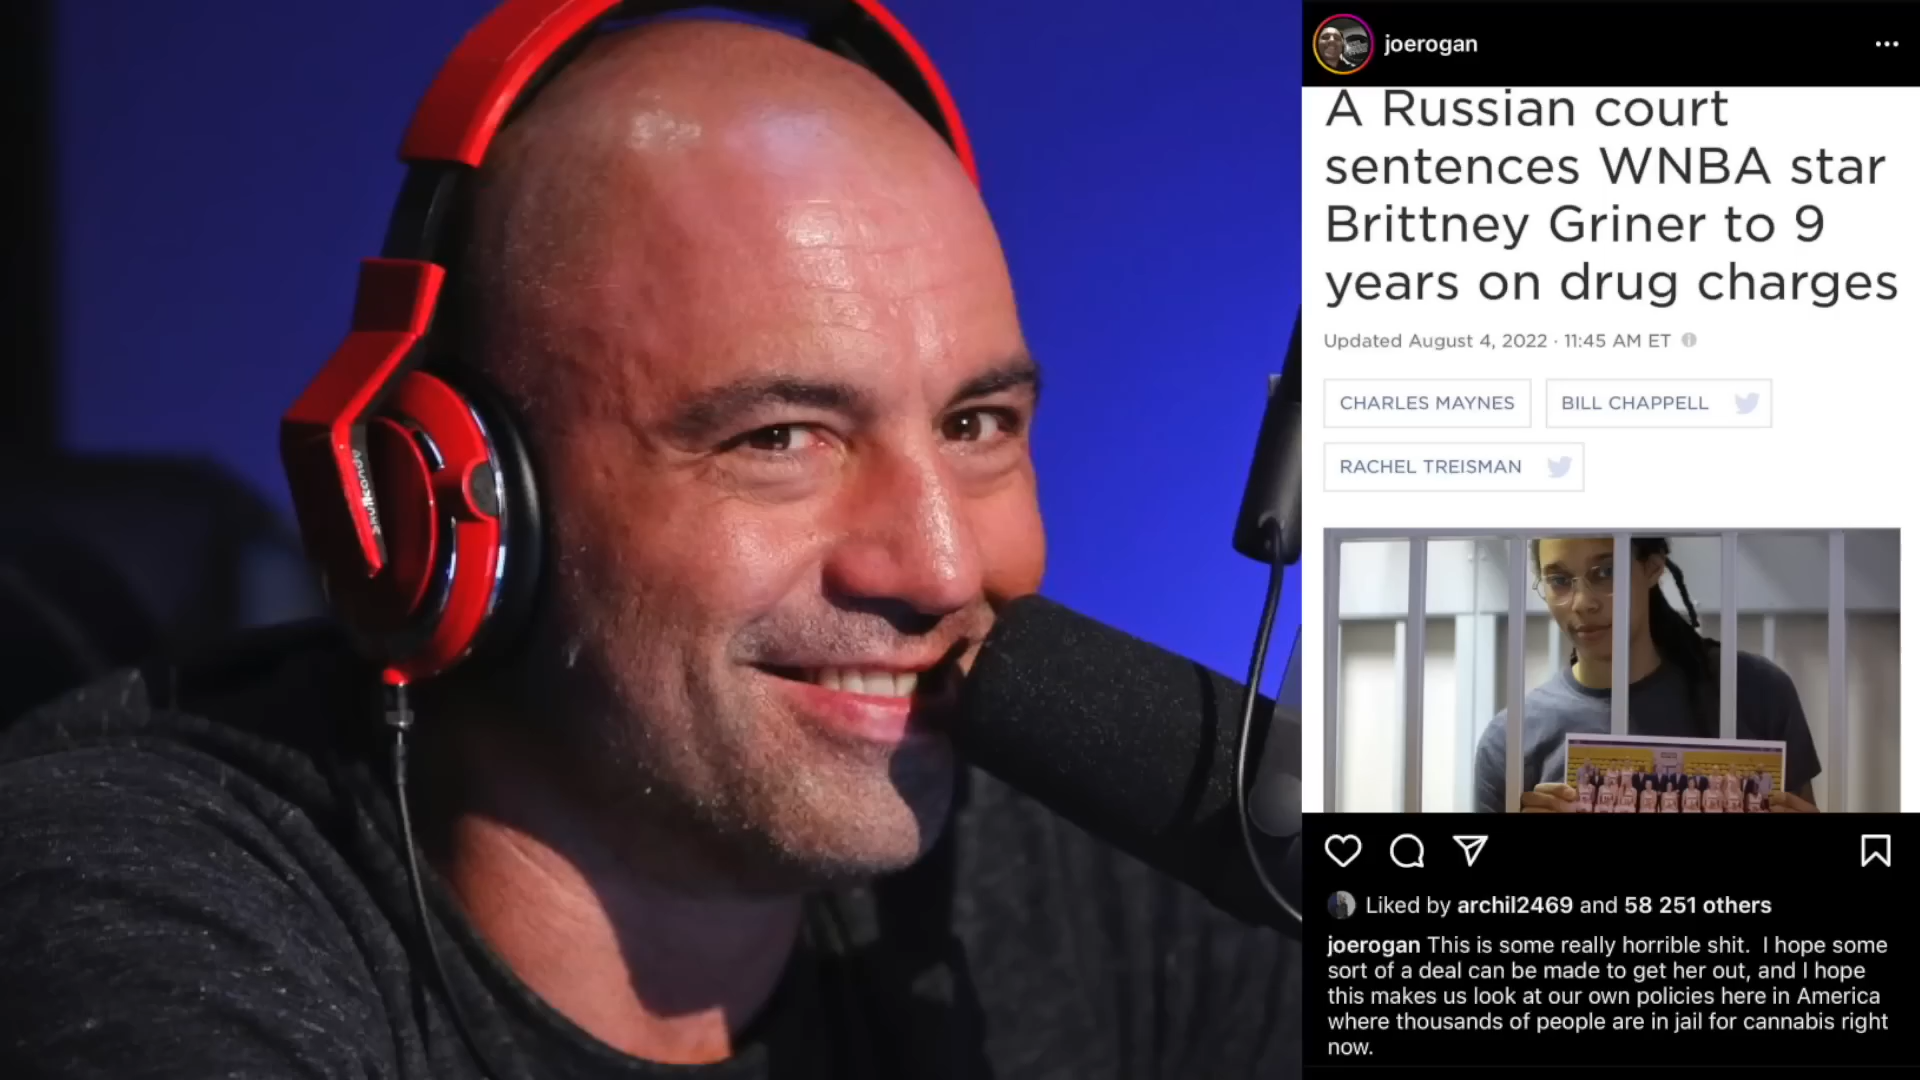 Skullcandy
joerogan
A Russian court
sentences WNBA star
Brittney Griner to 9
years on drug charges
Updated August 4, 2022 · 11:45 AM ET
CHARLES MAYNES
BILL CHAPPELL
RACHEL TREISMAN
Liked by archil2469 and 58 251 others
joerogan This is some really horrible shit. I hope some
sort of a deal can be made to get her out, and I hope
this makes us look at our own policies here in America
where thousands of people are in jail for cannabis right
now.